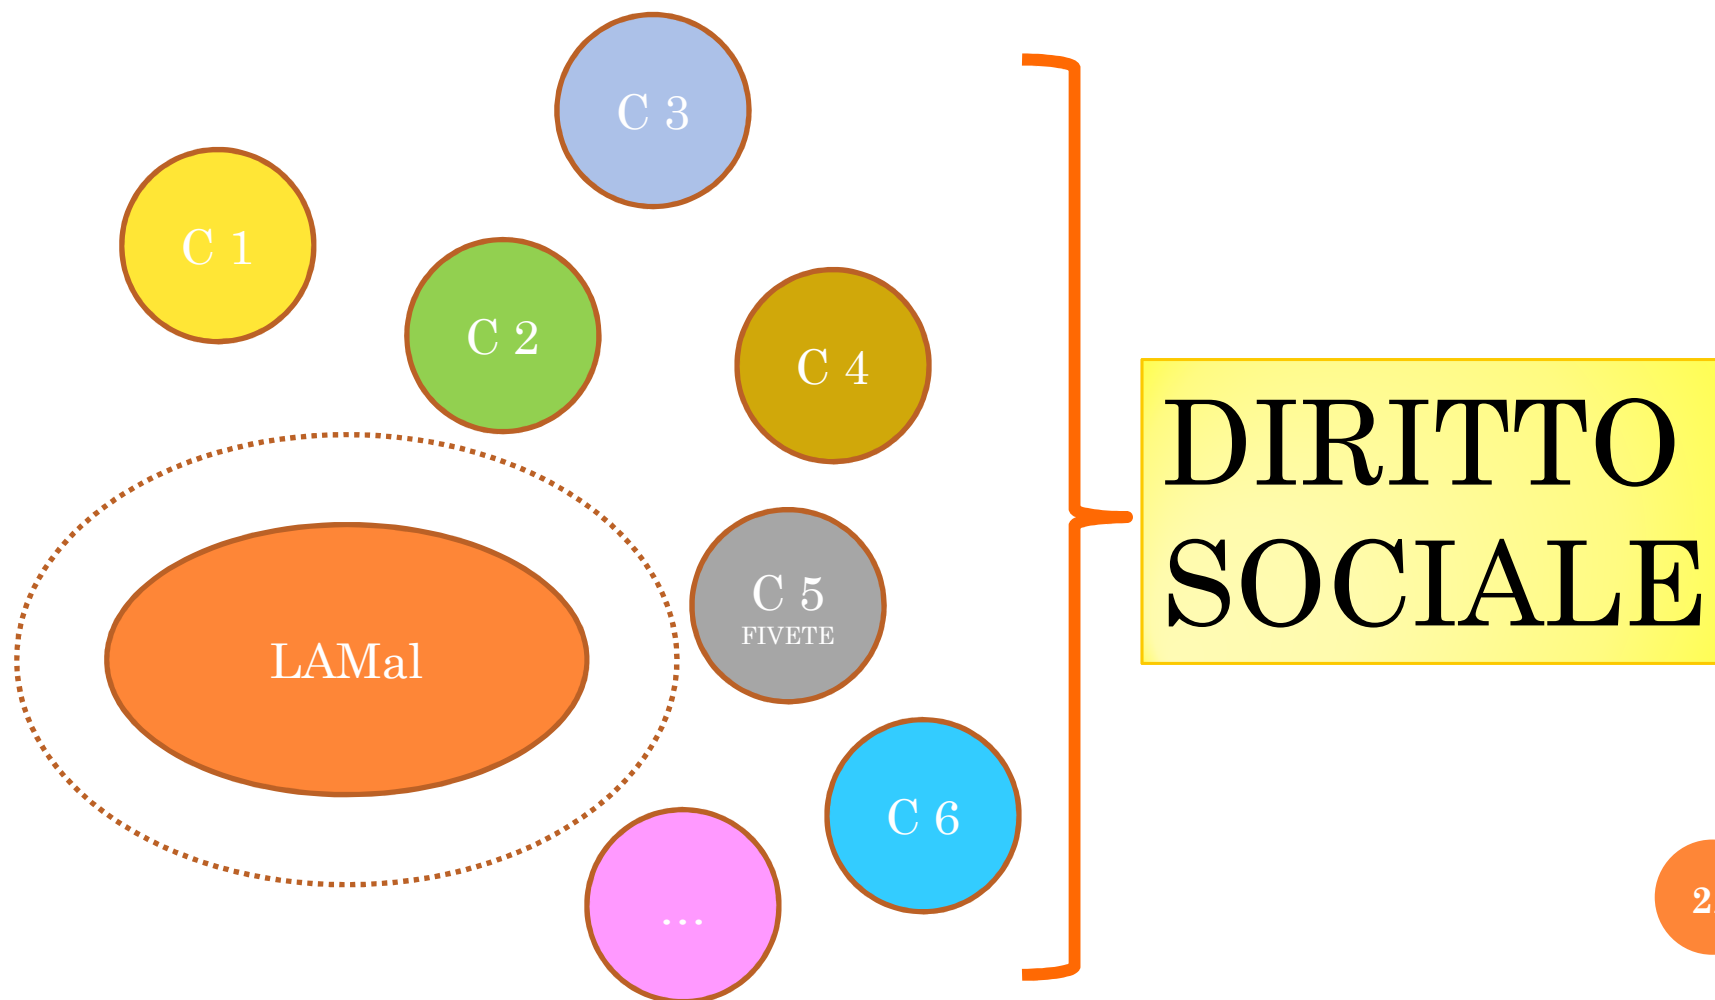 C 3
C 1
C 2
C 4
DIRITTO
SOCIALE
C 5
FIVETE
LAMal
C 6
...
2